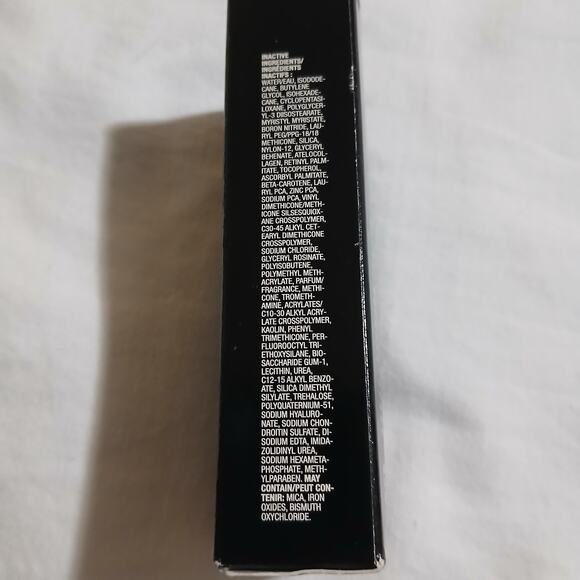 INACTIVE
INGREDIENTS/
INGRÉDIENTS
INACTIFS :
WATER/EAU, ISODODE-
CANE, BUTYLENE
GLYCOL, ISOHEXADE-
CANE, CYCLOPENTASI-
LOXANE, POLYGLYCER-
YL-3 DIISOSTEARATE,
MYRISTYL MYRISTATE,
BORON NITRIDE, LAU-
RYL PEG/PPG-18/18
METHICONE, SILICA,
NYLON-12, GLYCERYL
BEHENATE, ATELOCOL-
LAGEN, RETINYL PALM-
ITATE, TOCOPHEROL,
ASCORBYL PALMITATE,
BETA-CAROTENE, LAU-
RYL PCA, ZINC PCA,
SODIUM PCA, VINYL
DIMETHICONE/METH-
ICONE SILSESQUIOX-
ANE CROSSPOLYMER,
C30-45 ALKYL CET-
EARYL DIMETHICONE
CROSSPOLYMER,
SODIUM CHLORIDE,
GLYCERYL ROSINATE,
POLYISOBUTENE,
POLYMETHYL METH-
ACRYLATE, PARFUM/
FRAGRANCE, METHI-
CONE, TROMETH-
AMINE, ACRYLATES/
C10-30 ALKYL ACRY-
LATE CROSSPOLYMER,
KAOLIN, PHENYL
TRIMETHICONE, PER-
FLUOROOCTYL TRI-
ETHOXYSILANE, BIO-
SACCHARIDE GUM-1,
LECITHIN, UREA,
C12-15 ALKYL BENZO-
ATE, SILICA DIMETHYL
SILYLATE, TREHALOSE,
POLYQUATERNIUM-51,
SODIUM HYALURO-
NATE, SODIUM CHON-
DROITIN SULFATE, DI-
SODIUM EDTA, IMIDA-
ZOLIDINYL UREA,
SODIUM HEXAMETA-
PHOSPHATE, METH-
YLPARABEN. MAY
CONTAIN/PEUT CON-
TENIR: MICA, IRON
OXIDES, BISMUTH
OXYCHLORIDE.